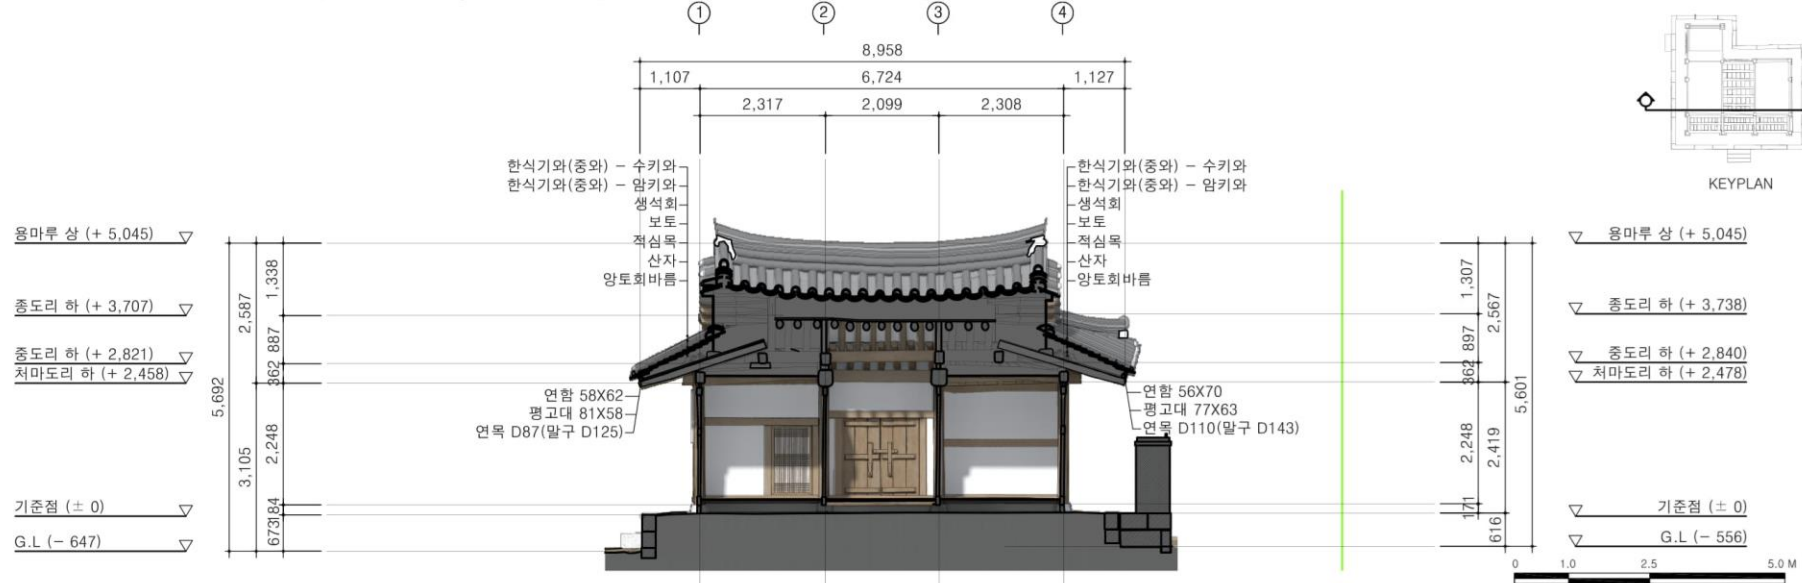 1 2 3 4
8,958
1,107 6,724 1,127
2,317 2,099 2,308
KEYPLAN
한식기와(중와) - 수키와
한식기와(중와) - 암키와
생석회
보토
적심목
산자
앙토회바름
한식기와(중와) - 수키와
한식기와(중와) - 암키와
생석회
보토
적심목
산자
앙토회바름
용마루 상 (+ 5,045)
종도리 하 (+ 3,707)
중도리 하 (+ 2,821)
처마도리 하 (+ 2,458)
기준점 (± 0)
G.L (- 647)
5,692
2,587
3,105
1,338
887
362
2,248
184
673
연함 58X62
평고대 81X58
연목 D87(말구 D125)
연함 56X70
평고대 77X63
연목 D110(말구 D143)
1,307
897
362
2,248
171
2,567
2,419
616
5,601
용마루 상 (+ 5,045)
종도리 하 (+ 3,738)
중도리 하 (+ 2,840)
처마도리 하 (+ 2,478)
기준점 (± 0)
G.L (- 556)
0 1.0 2.5 5.0 M